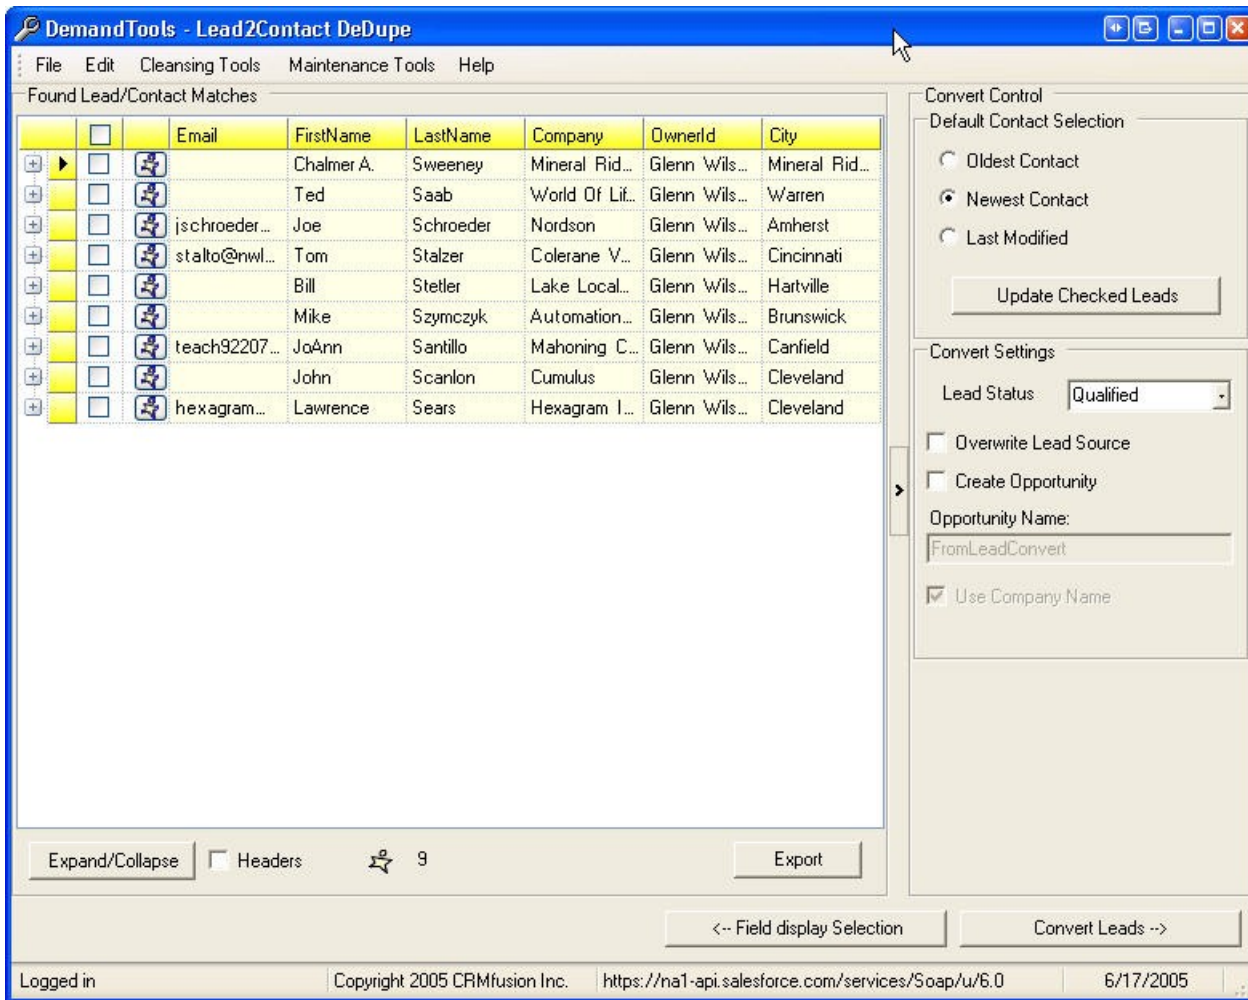 DemandTools - Lead2Contact DeDupe
File Edit Cleansing Tools Maintenance Tools Help
Found Lead/Contact Matches
Email FirstName LastName Company OwnerId City
Chalmer A. Sweeney Mineral Rid... Glenn Wils... Mineral Rid...
Ted Saab World Of Lif... Glenn Wils... Warren
jschroeder... Joe Schroeder Nordson Glenn Wils... Amherst
stalto@nwl... Tom Stalzer Colerane V... Glenn Wils... Cincinnati
Bill Stetler Lake Local... Glenn Wils... Hartville
Mike Szymczyk Automation... Glenn Wils... Brunswick
teach92207... JoAnn Santillo Mahoning C... Glenn Wils... Canfield
John Scanlon Cumulus Glenn Wils... Cleveland
hexagram... Lawrence Sears Hexagram I... Glenn Wils... Cleveland
Expand/Collapse Headers 9 Export
Convert Control
Default Contact Selection
Oldest Contact
Newest Contact
Last Modified
Update Checked Leads
Convert Settings
Lead Status Qualified
Overwrite Lead Source
Create Opportunity
Opportunity Name:
FromLeadConvert
Use Company Name
<-- Field display Selection Convert Leads -->
Logged in Copyright 2005 CRMfusion Inc. https://na1-api.salesforce.com/services/Soap/u/6.0 6/17/2005